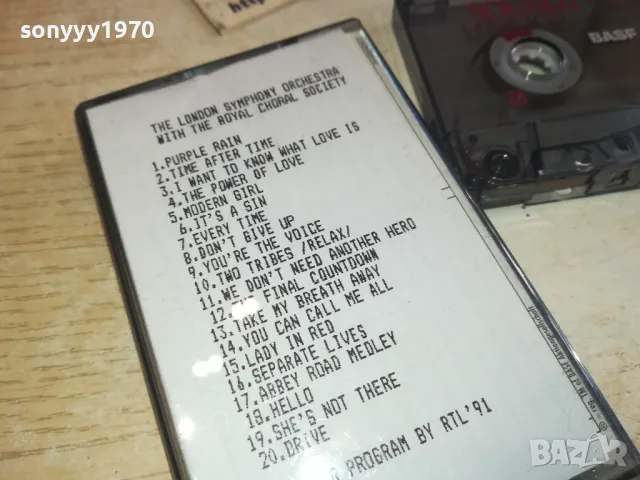 sonyyy1970
http
BASF
THE LONDON SYMPHONY ORCHESTRA
WITH THE ROYAL CHORAL SOCIETY
1.PURPLE RAIN
2.TIME AFTER TIME
3.I WANT TO KNOW WHAT LOVE IS
4.THE POWER OF LOVE
5.MODERN GIRL
6.IT'S A SIN
7.EVERY TIME
8.DON'T GIVE UP
9.YOU'RE THE VOICE
10.TWO TRIBES /RELAX/
11.WE DON'T NEED ANOTHER HERO
12.THE FINAL COUNTDOWN
13.TAKE MY BREATH AWAY
14.YOU CAN CALL ME ALL
15.LADY IN RED
16.SEPARATE LIVES
17.ABBEY ROAD MEDLEY
18.HELLO
19.SHE'S NOT THERE
20.DRIVE
PROGRAM BY RTL'91
BAZAR